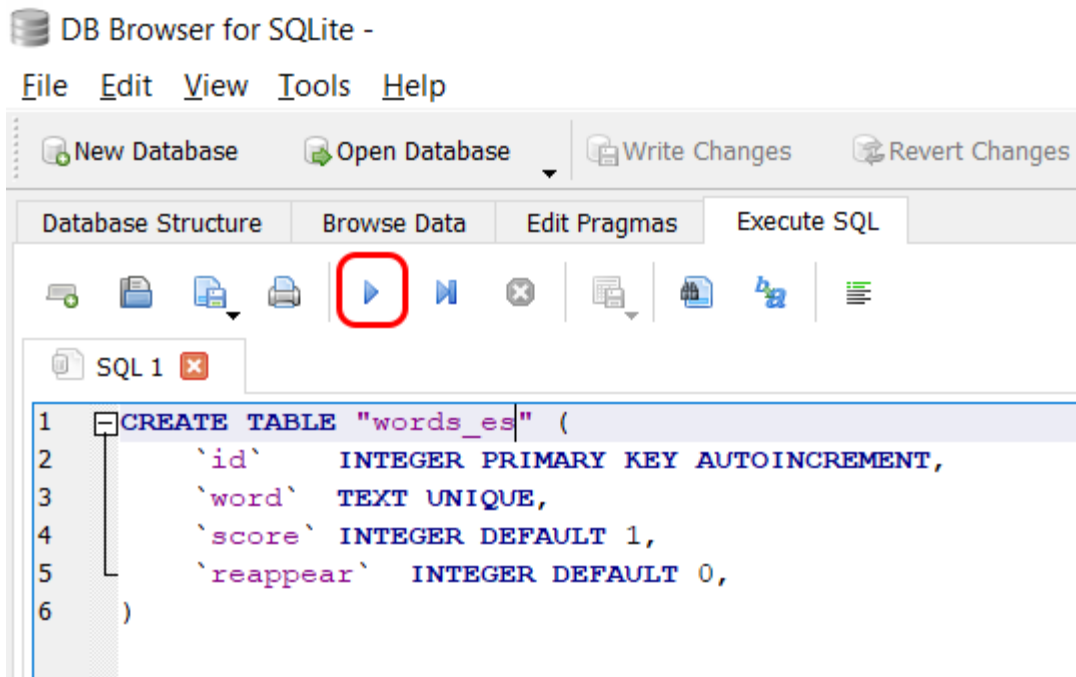 DB Browser for SQLite -
File Edit View Tools Help
New Database Open Database Write Changes Revert Changes
Database Structure Browse Data Edit Pragmas Execute SQL
b a
SQL 1
1 CREATE TABLE "words_es" (
2 `id` INTEGER PRIMARY KEY AUTOINCREMENT,
3 `word` TEXT UNIQUE,
4 `score` INTEGER DEFAULT 1,
5 `reappear` INTEGER DEFAULT 0,
6 )